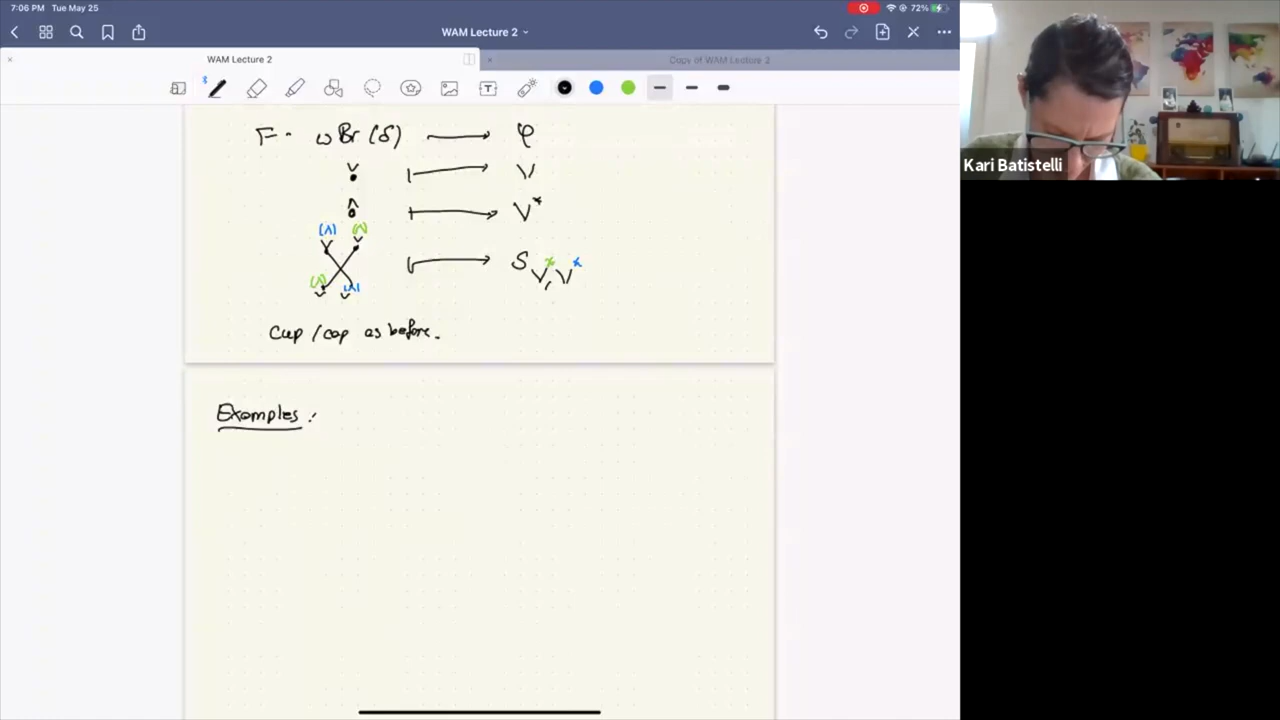 7:06 PM Tue May 25
72%
WAM Lecture 2
WAM Lecture 2
Copy of WAM Lecture 2
F: ωBr(δ) ⟶ φ
∨ ⟼ V
∧ ⟼ V*
(∧) (∧)
∨ ∨ ⟼ S_{V*, V*}
(∧) (∧)
∨ ∨
Cup / cap as before.
Examples:
Kari Batistelli